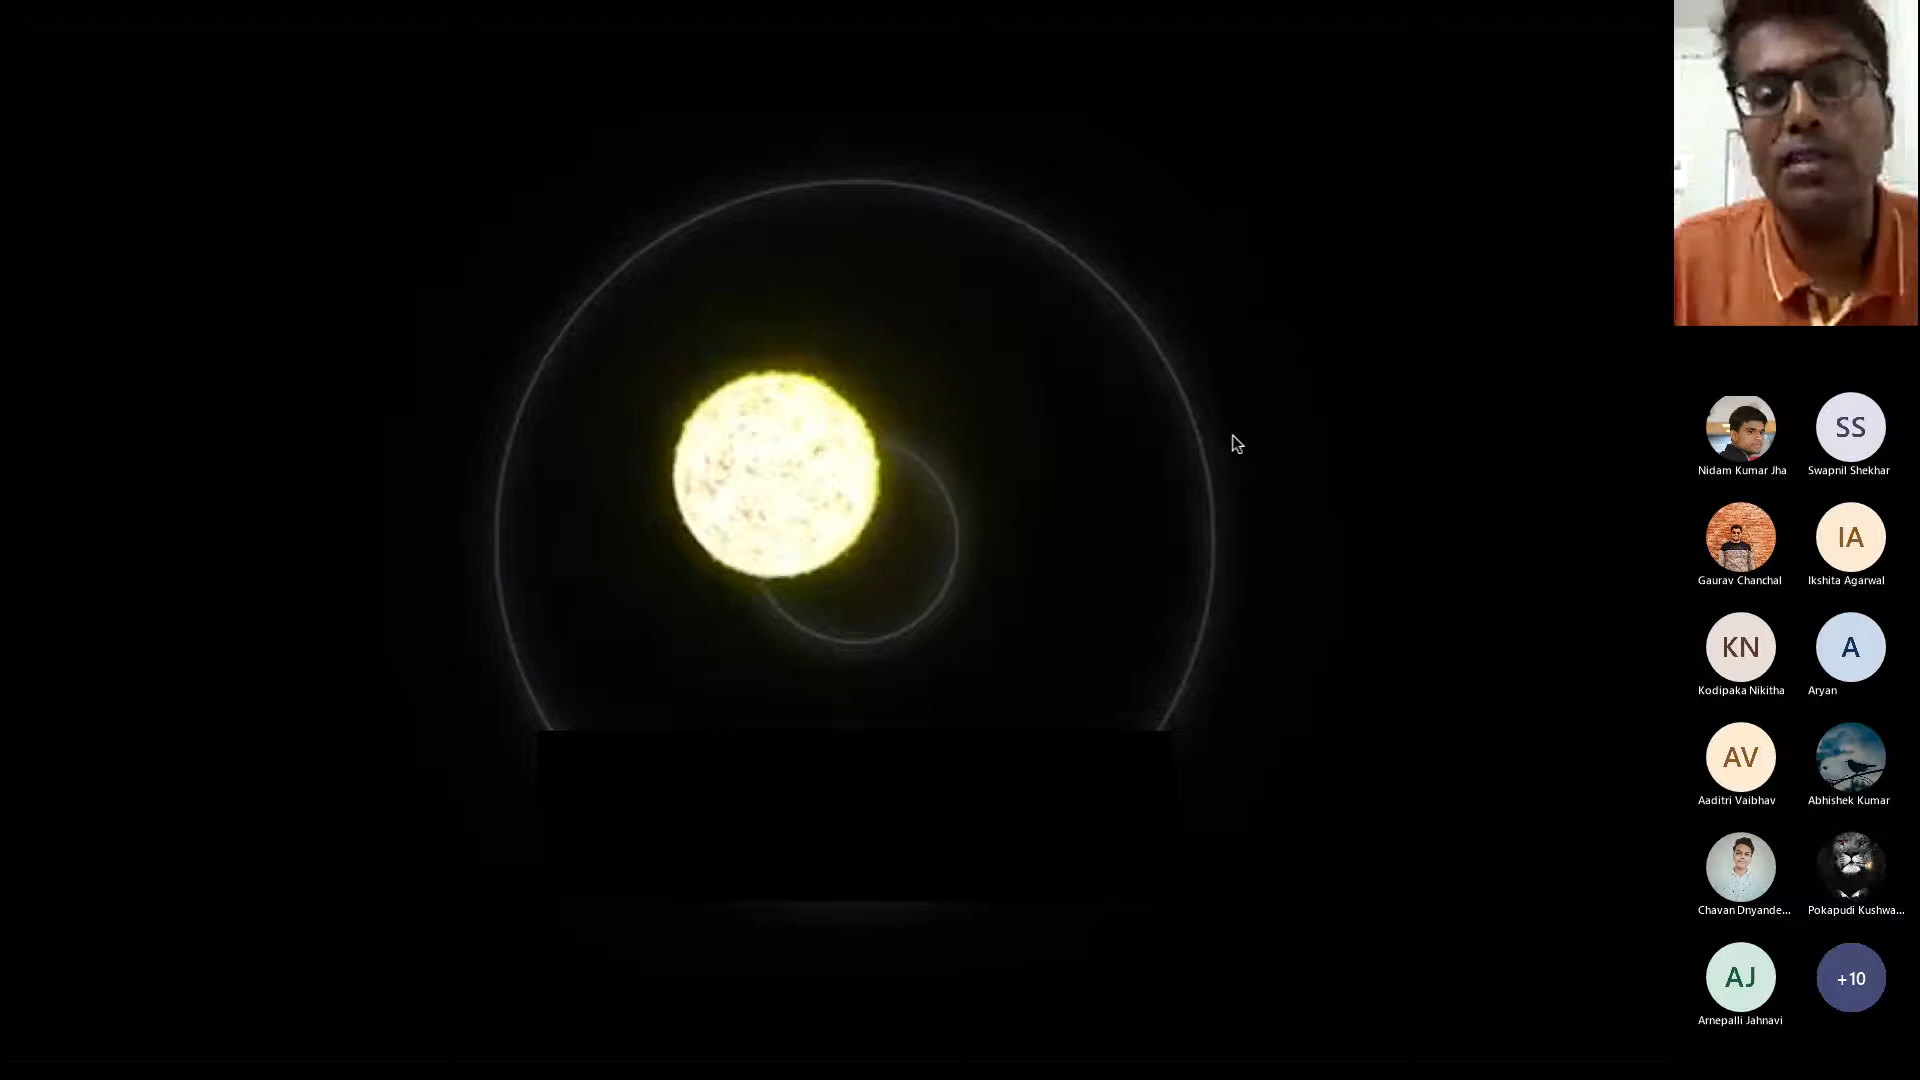 SS
Nidam Kumar Jha
Swapnil Shekhar
IA
Gaurav Chanchal
Ikshita Agarwal
KN
A
Kodipaka Nikitha
Aryan
AV
Aaditri Vaibhav
Abhishek Kumar
Chavan Dnyande...
Pokapudi Kushwa...
AJ
+10
Arnepalli Jahnavi